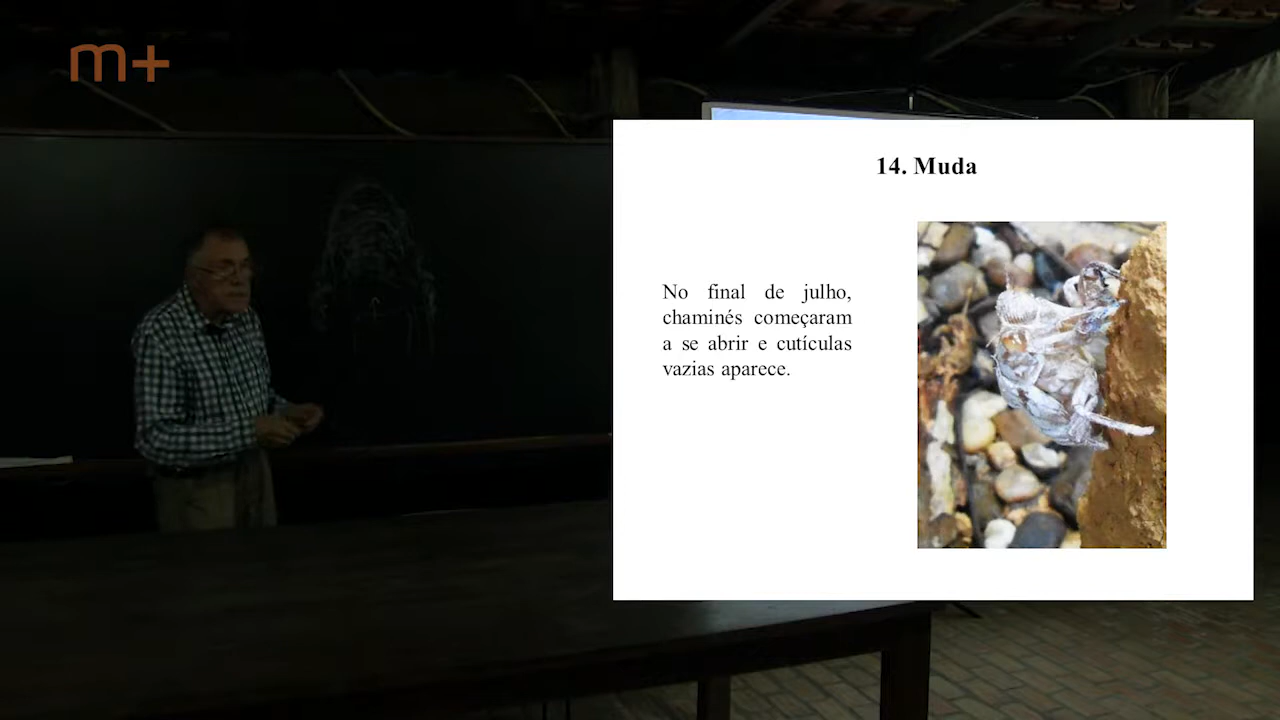 m+
14. Muda
No final de julho,
chaminés começaram
a se abrir e cutículas
vazias aparece.